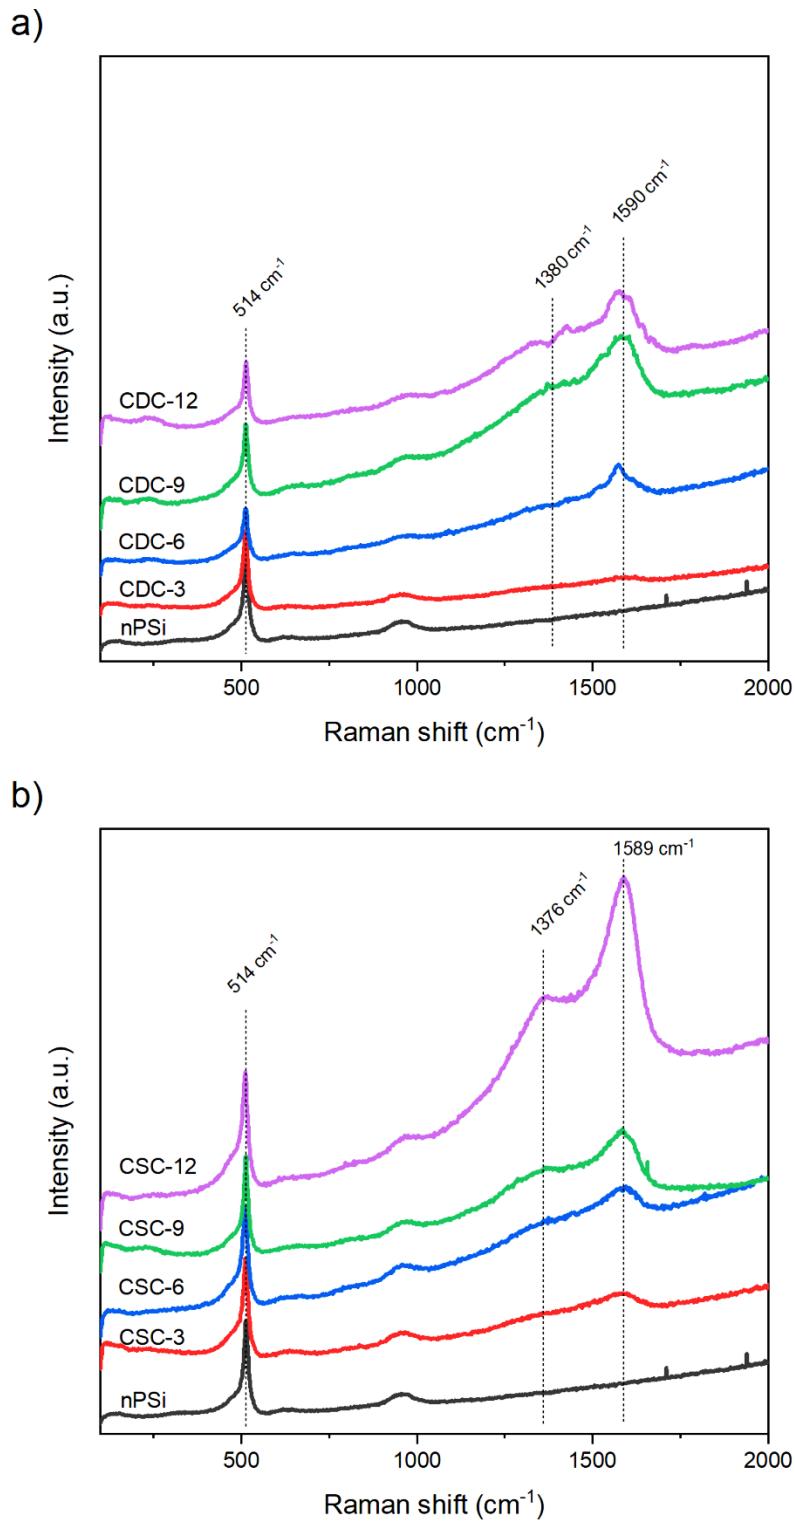 a)
1590 cm⁻¹
1380 cm⁻¹
514 cm⁻¹
Intensity (a.u.)
CDC-12
CDC-9
CDC-6
CDC-3
nPSi
500 1000 1500 2000
Raman shift (cm⁻¹)
b)
1589 cm⁻¹
1376 cm⁻¹
514 cm⁻¹
Intensity (a.u.)
CSC-12
CSC-9
CSC-6
CSC-3
nPSi
500 1000 1500 2000
Raman shift (cm⁻¹)